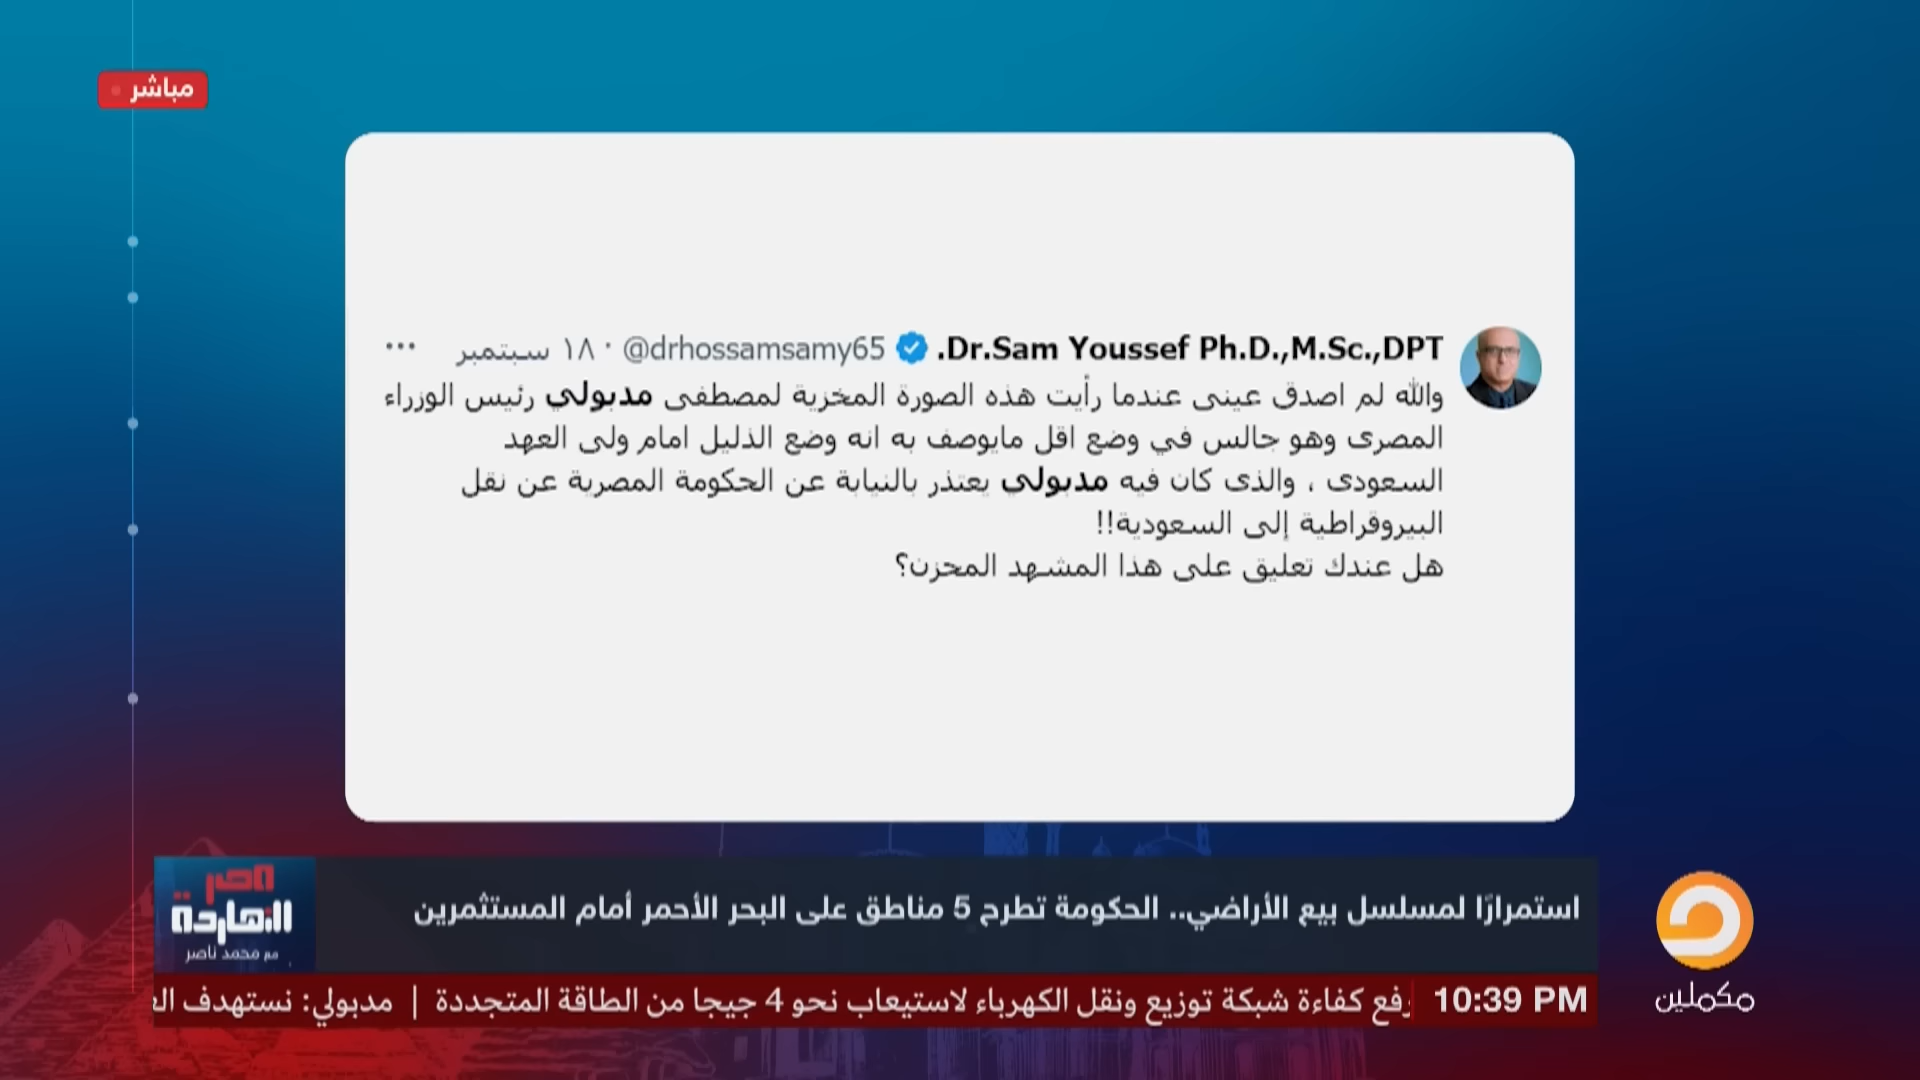 مباشر
Dr.Sam Youssef Ph.D.,M.Sc.,DPT. @drhossamsamy65 · ١٨ سبتمبر ...
والله لم اصدق عينى عندما رأيت هذه الصورة المخزية لمصطفى مدبولي رئيس الوزراء
المصرى وهو جالس في وضع اقل مايوصف به انه وضع الذليل امام ولى العهد
السعودى ، والذى كان فيه مدبولي يعتذر بالنيابة عن الحكومة المصرية عن نقل
البيروقراطية إلى السعودية!!
هل عندك تعليق على هذا المشهد المحزن؟
استمرارًا لمسلسل بيع الأراضي.. الحكومة تطرح 5 مناطق على البحر الأحمر أمام المستثمرين
مصر
النهاردة
مع محمد ناصر
10:39 PM
رفع كفاءة شبكة توزيع ونقل الكهرباء لاستيعاب نحو 4 جيجا من الطاقة المتجددة | مدبولي: نستهدف
مكملين